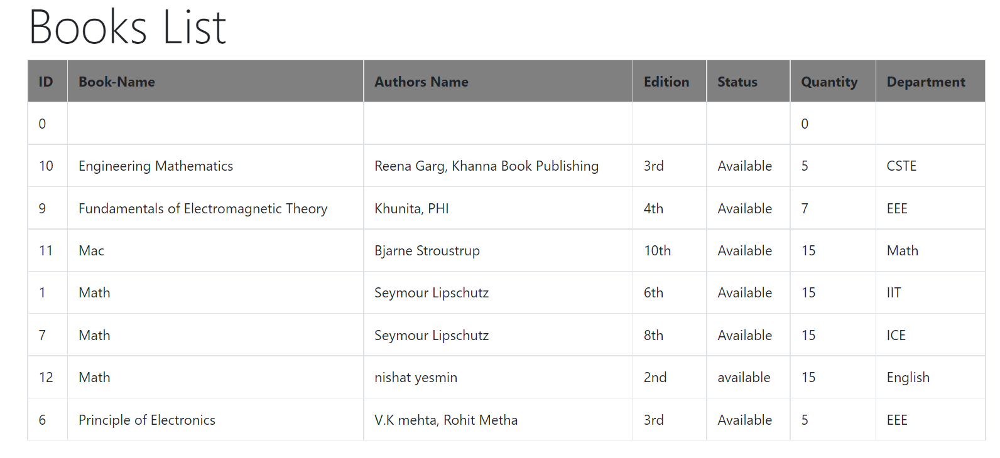 Books List
ID Book-Name Authors Name Edition Status Quantity Department
0 0
10 Engineering Mathematics Reena Garg, Khanna Book Publishing 3rd Available 5 CSTE
9 Fundamentals of Electromagnetic Theory Khunita, PHI 4th Available 7 EEE
11 Mac Bjarne Stroustrup 10th Available 15 Math
1 Math Seymour Lipschutz 6th Available 15 IIT
7 Math Seymour Lipschutz 8th Available 15 ICE
12 Math nishat yesmin 2nd available 15 English
6 Principle of Electronics V.K mehta, Rohit Metha 3rd Available 5 EEE